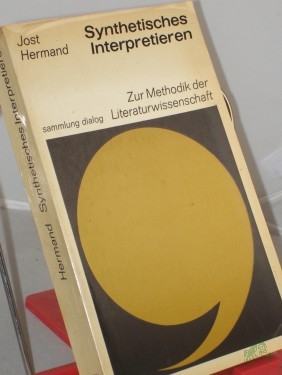 Jost
Hermand
Synthetisches
Interpretieren
Zur Methodik der
Literaturwissenschaft
sammlung dialog
Hermand Synthetisches Interpretieren